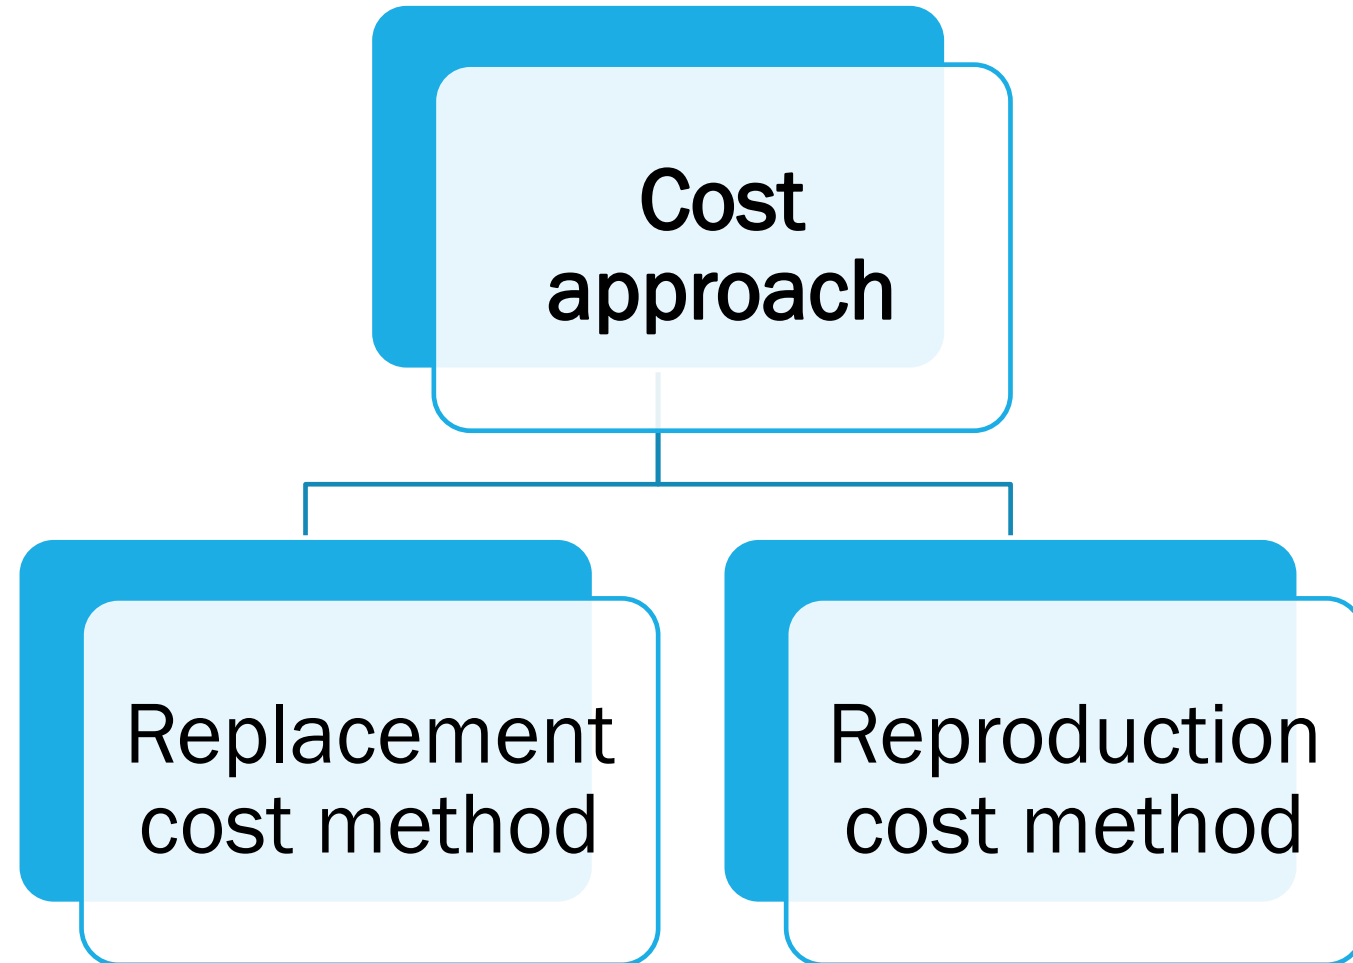 Cost
approach
Replacement
cost method
Reproduction
cost method